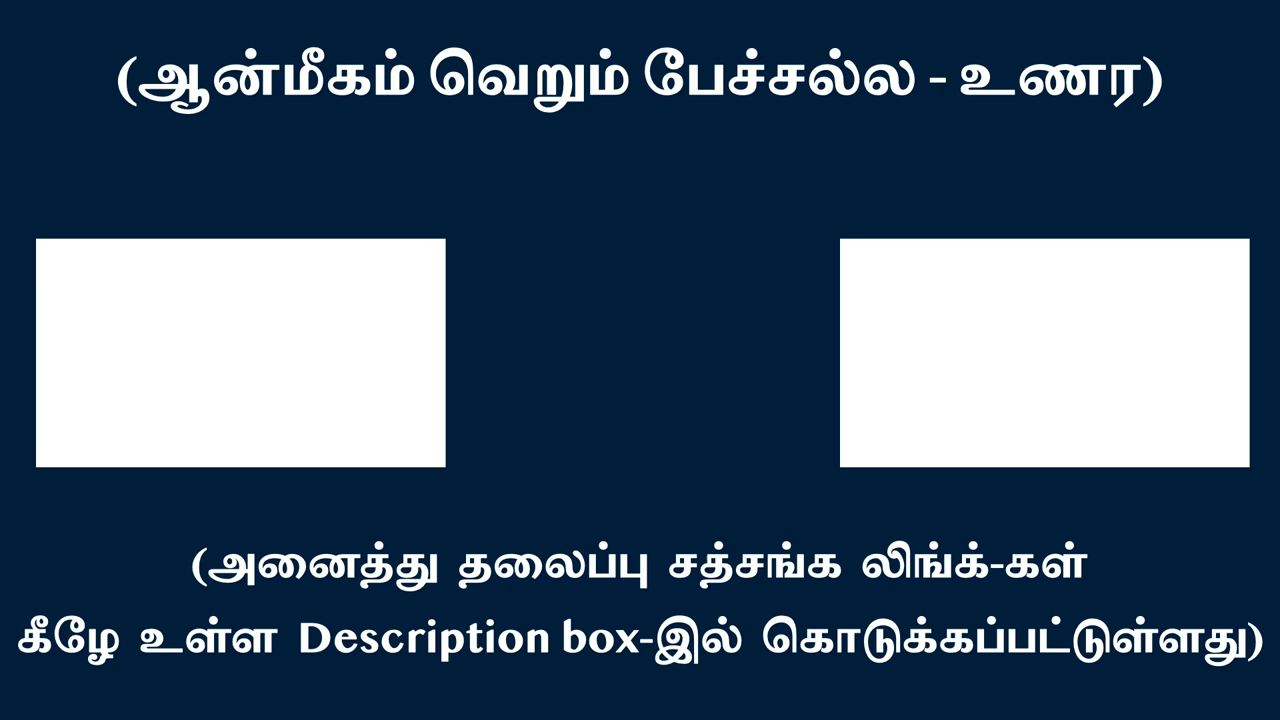 (ஆன்மீகம் வெறும் பேச்சல்ல - உணர)
(அனைத்து தலைப்பு சத்சங்க லிங்க்-கள்
கீழே உள்ள Description box-இல் கொடுக்கப்பட்டுள்ளது)